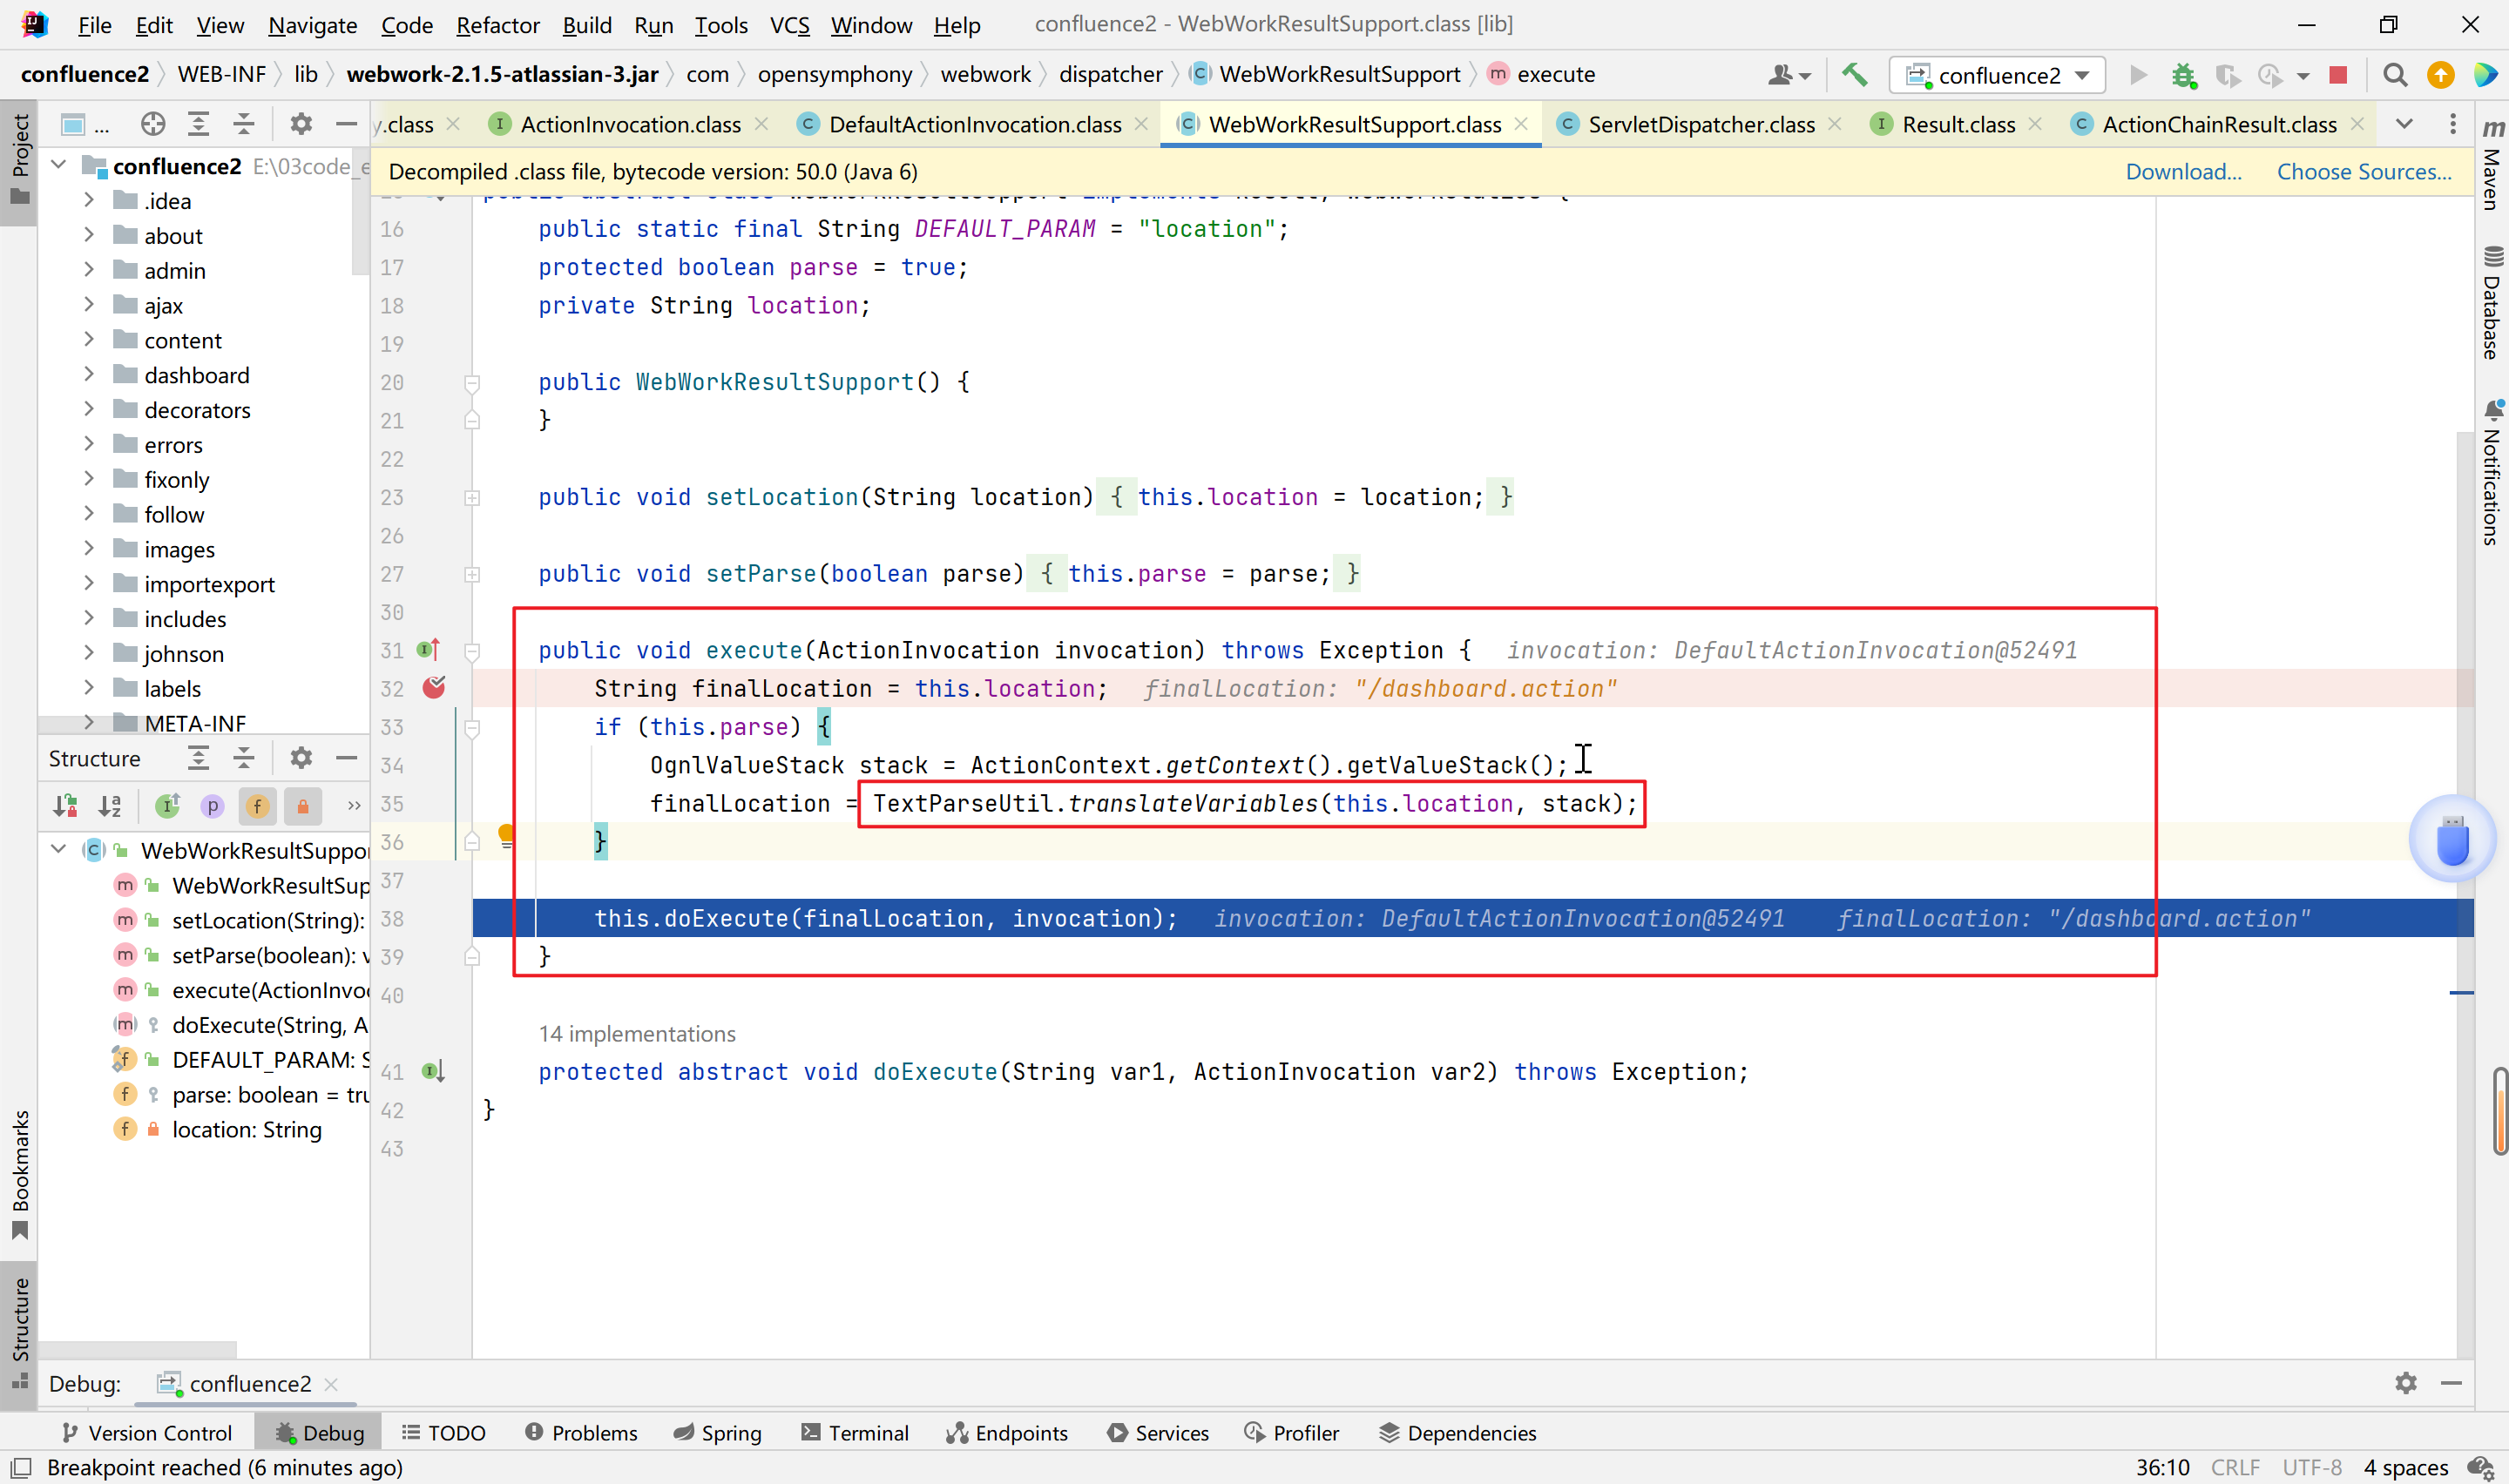 File Edit View Navigate Code Refactor Build Run Tools VCS Window Help confluence2 - WebWorkResultSupport.class [lib]
confluence2 WEB-INF lib webwork-2.1.5-atlassian-3.jar com opensymphony webwork dispatcher WebWorkResultSupport execute confluence2
Project
... y.class ActionInvocation.class DefaultActionInvocation.class WebWorkResultSupport.class ServletDispatcher.class Result.class ActionChainResult.class
Decompiled .class file, bytecode version: 50.0 (Java 6) Download... Choose Sources...
confluence2 E:\03code_e
.idea
about
admin
ajax
content
dashboard
decorators
errors
fixonly
follow
images
importexport
includes
johnson
labels
META-INF
Structure
WebWorkResultSuppor
WebWorkResultSup
setLocation(String):
setParse(boolean): v
execute(ActionInvoc
doExecute(String, A
DEFAULT_PARAM: S
parse: boolean = tru
location: String
16 public static final String DEFAULT_PARAM = "location";
17 protected boolean parse = true;
18 private String location;
19
20 public WebWorkResultSupport() {
21 }
22
23 public void setLocation(String location) { this.location = location; }
26
27 public void setParse(boolean parse) { this.parse = parse; }
30
31 public void execute(ActionInvocation invocation) throws Exception { invocation: DefaultActionInvocation@52491
32 String finalLocation = this.location; finalLocation: "/dashboard.action"
33 if (this.parse) {
34 OgnlValueStack stack = ActionContext.getContext().getValueStack();
35 finalLocation = TextParseUtil.translateVariables(this.location, stack);
36 }
37
38 this.doExecute(finalLocation, invocation); invocation: DefaultActionInvocation@52491 finalLocation: "/dashboard.action"
39 }
40
14 implementations
41 protected abstract void doExecute(String var1, ActionInvocation var2) throws Exception;
42 }
43
Maven
Database
Notifications
Bookmarks
Structure
Debug: confluence2
Version Control Debug TODO Problems Spring Terminal Endpoints Services Profiler Dependencies
Breakpoint reached (6 minutes ago) 36:10 CRLF UTF-8 4 spaces